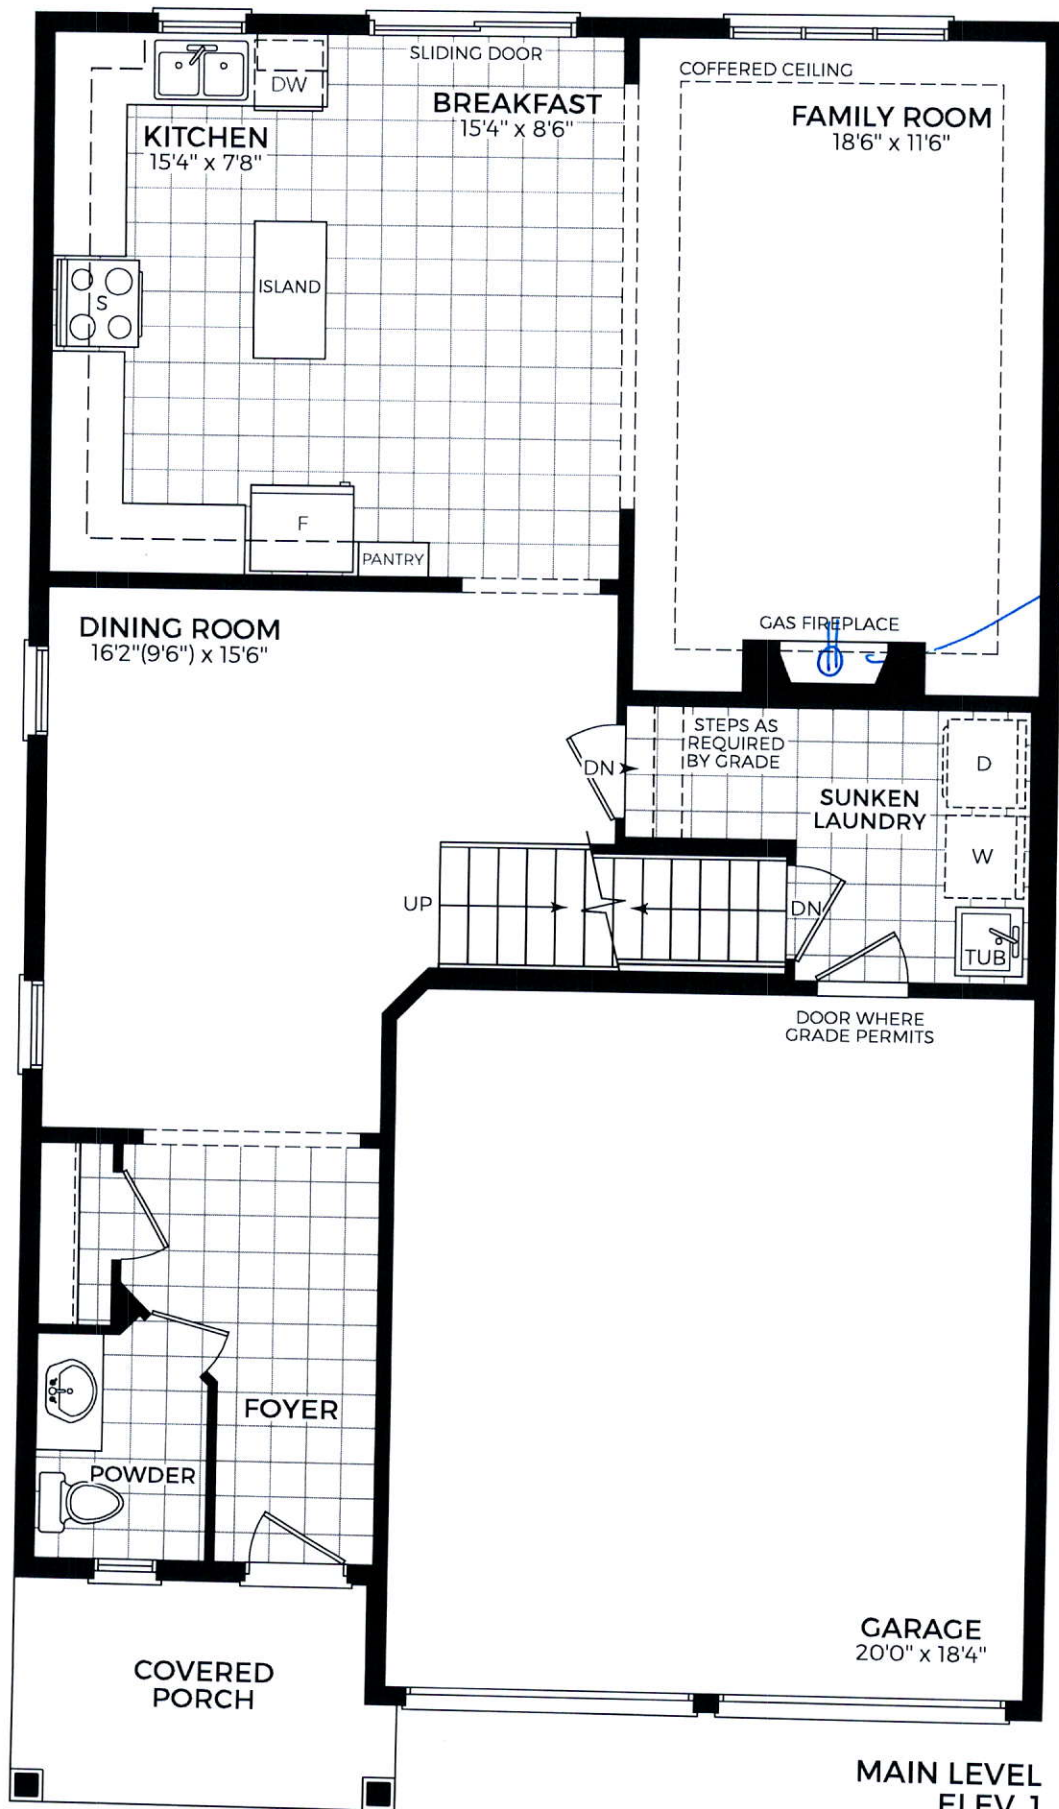 SLIDING DOOR
DW
BREAKFAST
15'4" x 8'6"
KITCHEN
15'4" x 7'8"
COFFERED CEILING
FAMILY ROOM
18'6" x 11'6"
S
ISLAND
F
PANTRY
GAS FIREPLACE
DINING ROOM
16'2"(9'6") x 15'6"
STEPS AS
REQUIRED
BY GRADE
DN
D
SUNKEN
LAUNDRY
W
UP
DN
TUB
DOOR WHERE
GRADE PERMITS
FOYER
POWDER
GARAGE
20'0" x 18'4"
COVERED
PORCH
MAIN LEVEL
ELEV. 1